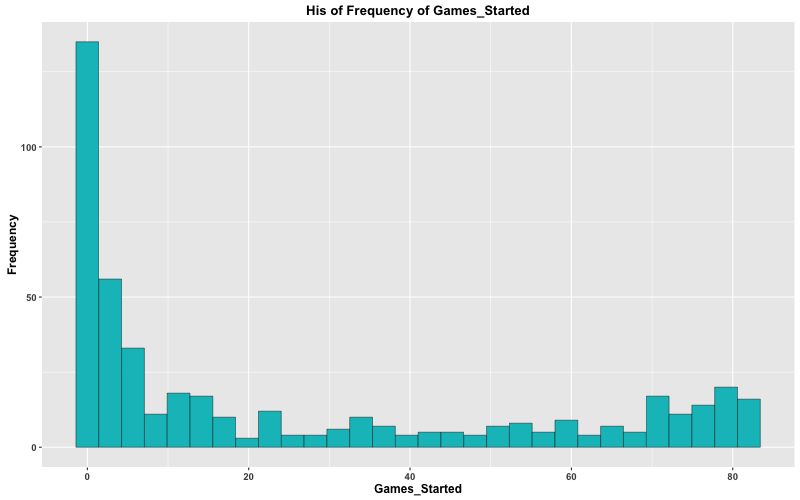 His of Frequency of Games_Started
Frequency
100
50
0
0 20 40 60 80
Games_Started